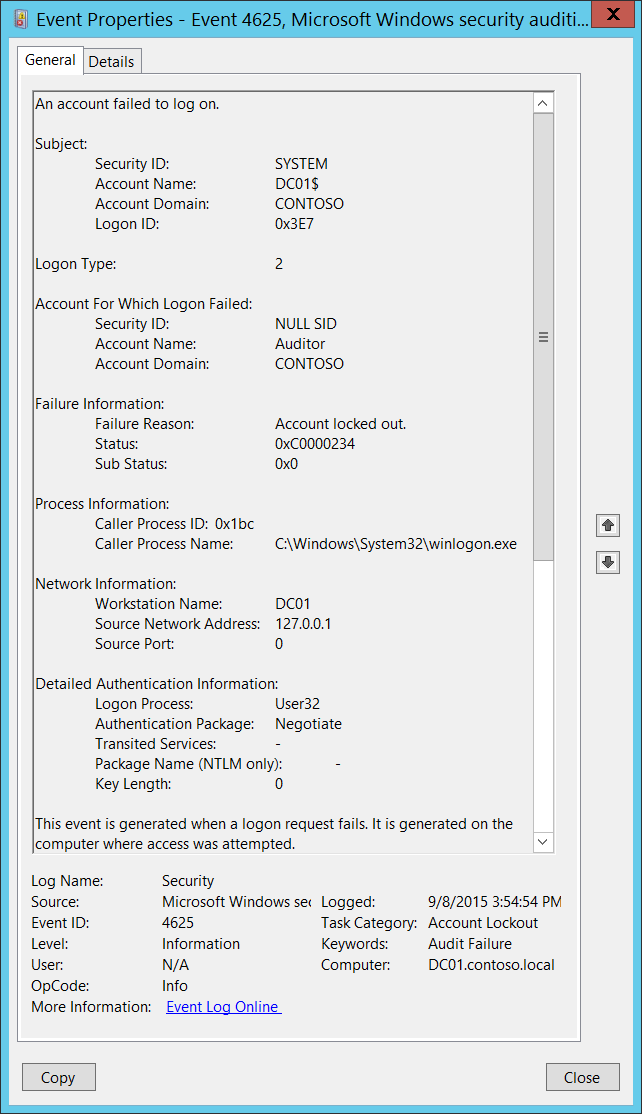 Event Properties - Event 4625, Microsoft Windows security auditi...
X
General
Details
An account failed to log on.
Subject:
Security ID: SYSTEM
Account Name: DC01$
Account Domain: CONTOSO
Logon ID: 0x3E7
Logon Type: 2
Account For Which Logon Failed:
Security ID: NULL SID
Account Name: Auditor
Account Domain: CONTOSO
Failure Information:
Failure Reason: Account locked out.
Status: 0xC0000234
Sub Status: 0x0
Process Information:
Caller Process ID: 0x1bc
Caller Process Name: C:\Windows\System32\winlogon.exe
Network Information:
Workstation Name: DC01
Source Network Address: 127.0.0.1
Source Port: 0
Detailed Authentication Information:
Logon Process: User32
Authentication Package: Negotiate
Transited Services: -
Package Name (NTLM only): -
Key Length: 0
This event is generated when a logon request fails. It is generated on the
computer where access was attempted.
Log Name: Security
Source: Microsoft Windows sec Logged: 9/8/2015 3:54:54 PM
Event ID: 4625 Task Category: Account Lockout
Level: Information Keywords: Audit Failure
User: N/A Computer: DC01.contoso.local
OpCode: Info
More Information: Event Log Online
Copy
Close